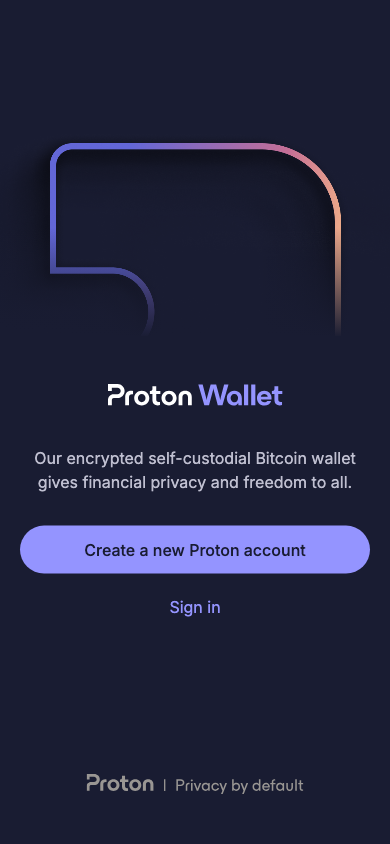 Proton Wallet
Our encrypted self-custodial Bitcoin wallet
gives financial privacy and freedom to all.
Create a new Proton account
Sign in
Proton | Privacy by default